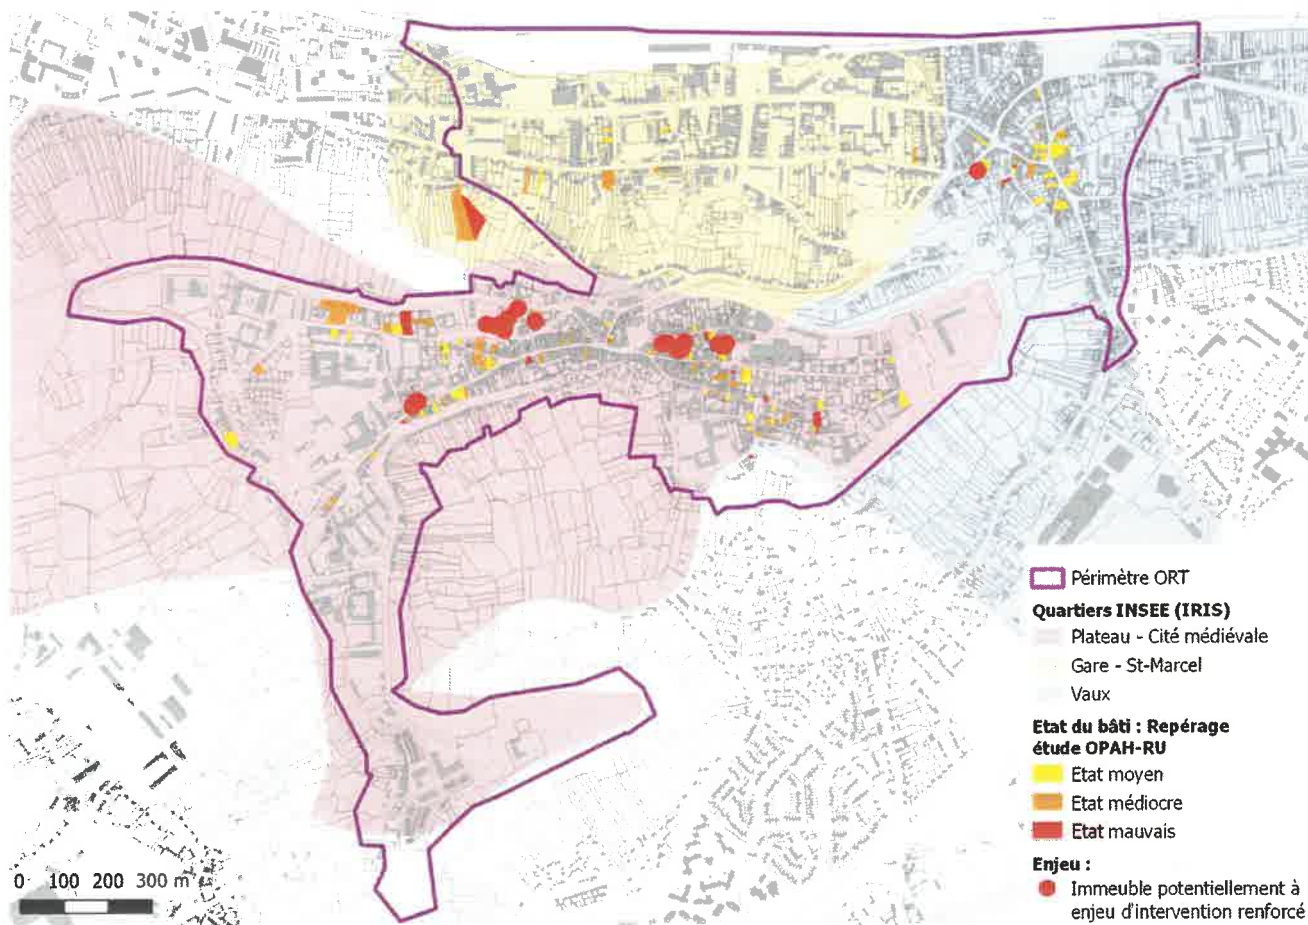 Périmètre ORT
Quartiers INSEE (IRIS)
Plateau - Cité médiévale
Gare - St-Marcel
Vaux
Etat du bâti : Repérage
étude OPAH-RU
Etat moyen
Etat médiocre
Etat mauvais
Enjeu :
Immeuble potentiellement à
enjeu d'intervention renforcé
0 100 200 300 m